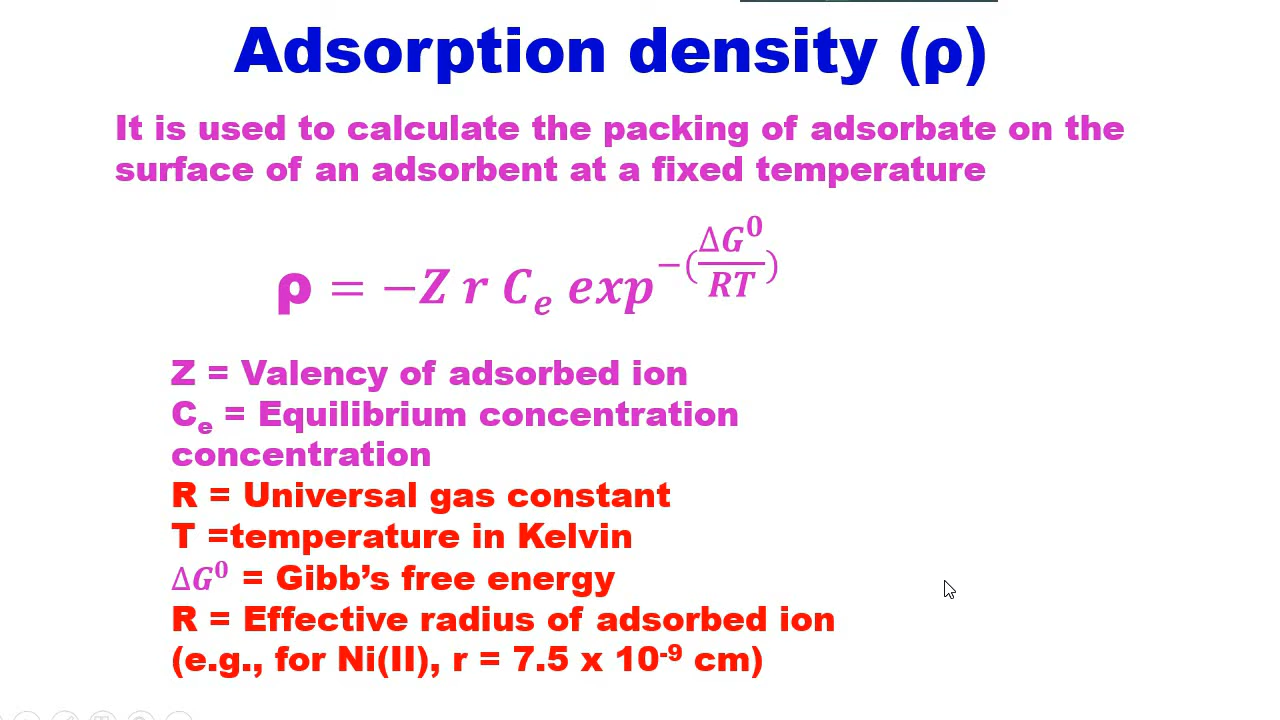 Adsorption density (ρ)
It is used to calculate the packing of adsorbate on the
surface of an adsorbent at a fixed temperature
ρ = −Z r Cₑ exp^−(ΔG⁰/RT)
Z = Valency of adsorbed ion
Cₑ = Equilibrium concentration
concentration
R = Universal gas constant
T =temperature in Kelvin
ΔG⁰ = Gibb’s free energy
R = Effective radius of adsorbed ion
(e.g., for Ni(II), r = 7.5 x 10⁻⁹ cm)